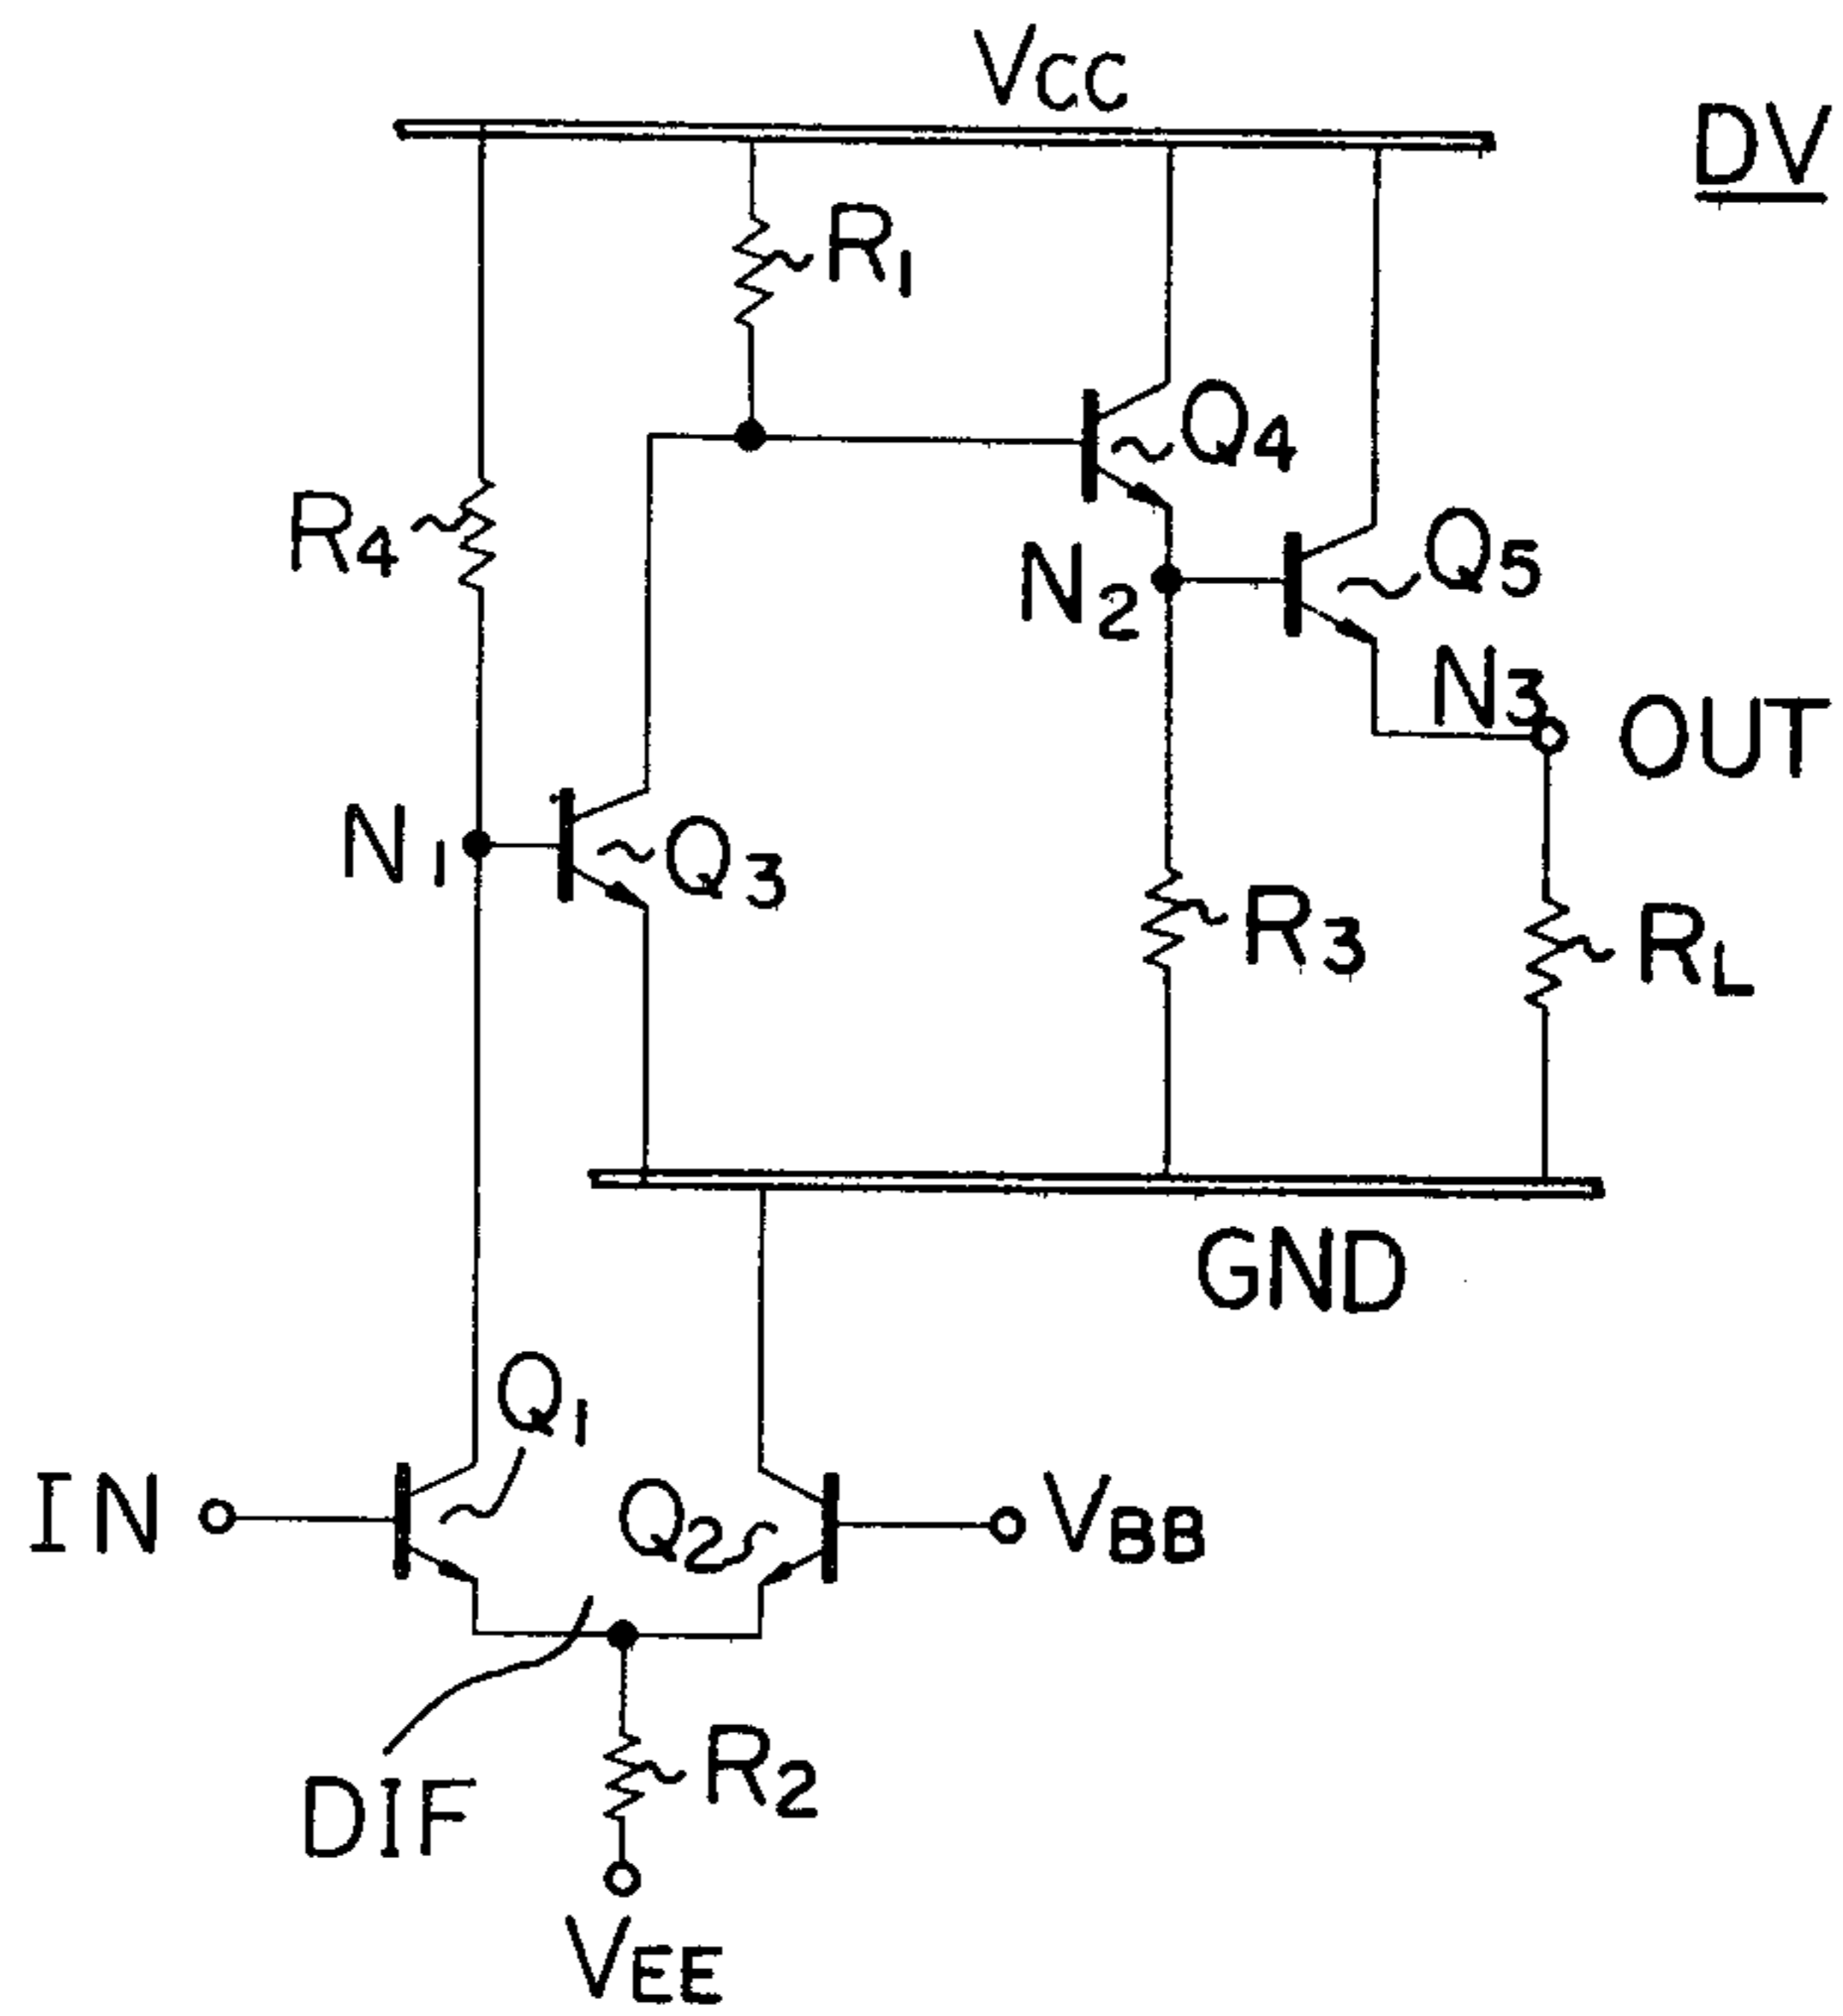 VCC
DV
R1
Q4
R4
Q5
N2
N3
OUT
N1
Q3
R3
RL
GND
Q1
IN
Q2
VBB
R2
DIF
VEE